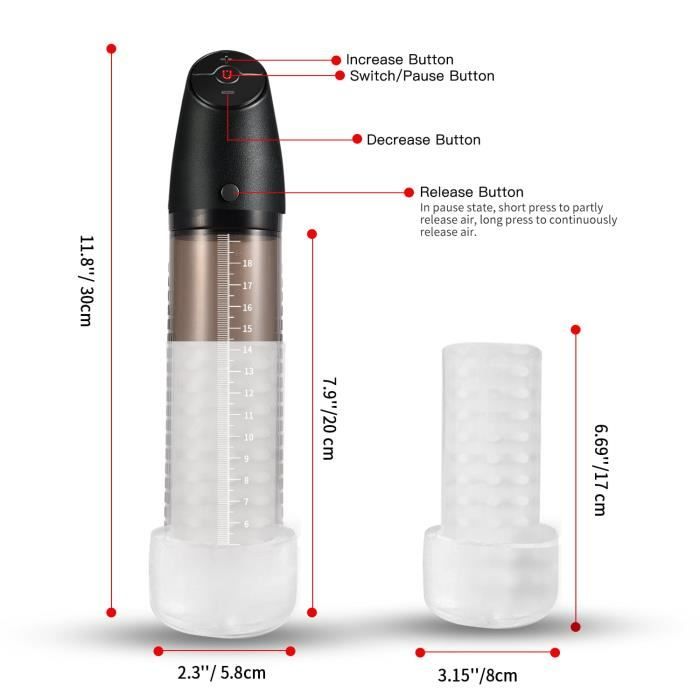 Increase Button
Switch/Pause Button
Decrease Button
Release Button
In pause state, short press to partly
release air, long press to continuously
release air.
11.8''/ 30cm
18
17
16
15
14
13
12
11
10
9
8
7
6
7.9''/20 cm
6.69''/17 cm
2.3''/ 5.8cm
3.15''/8cm